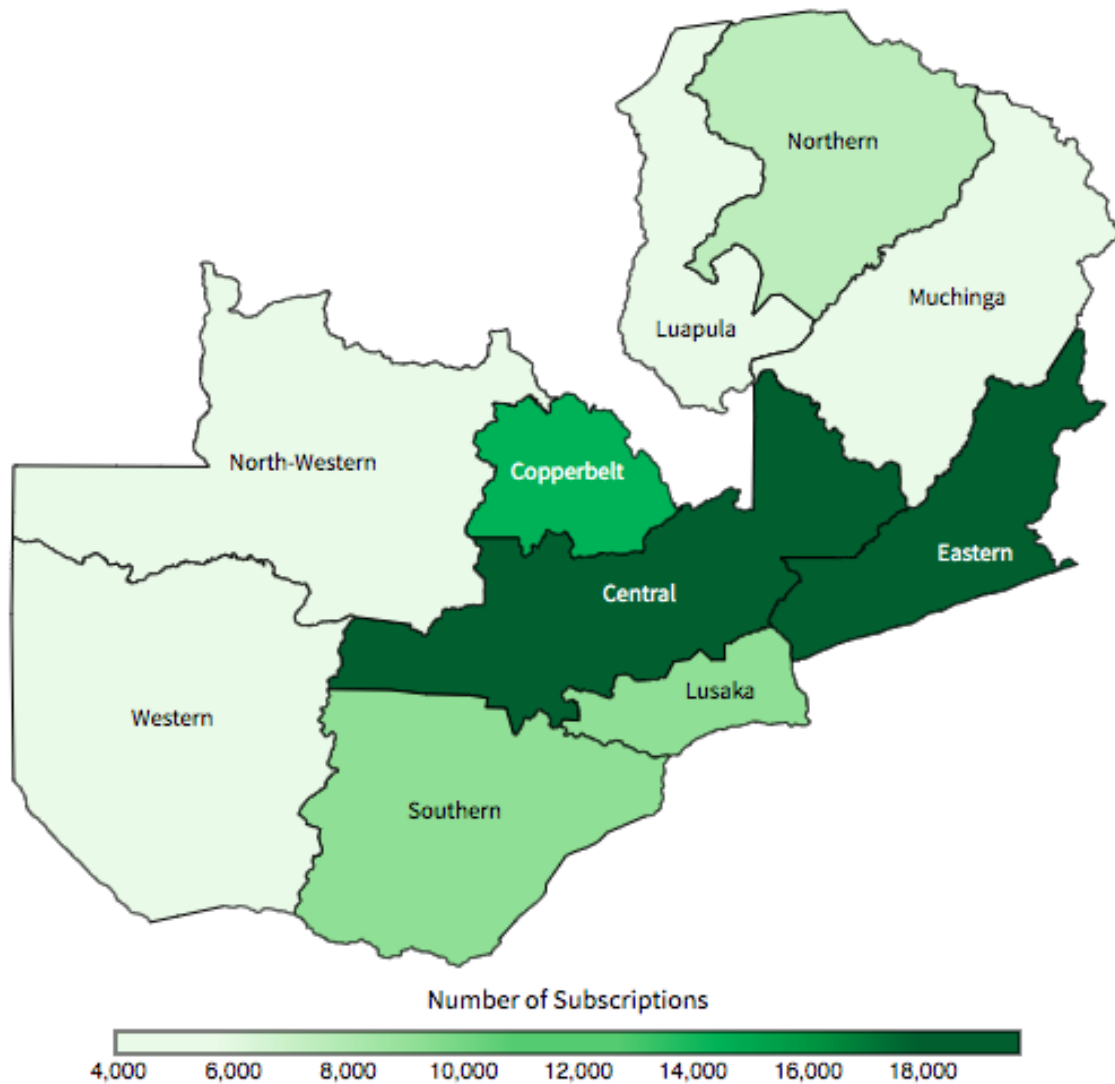 Northern
Muchinga
Luapula
North-Western
Copperbelt
Eastern
Central
Lusaka
Western
Southern
Number of Subscriptions
4,000 6,000 8,000 10,000 12,000 14,000 16,000 18,000